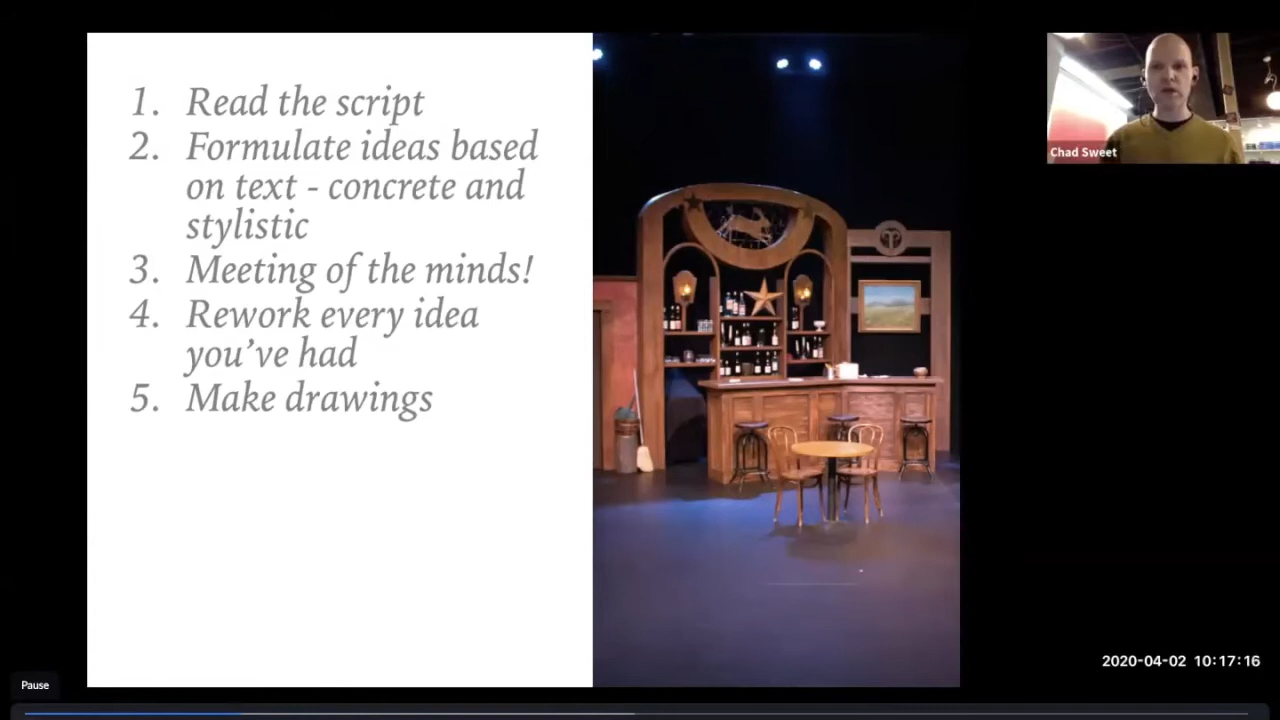 1. Read the script
2. Formulate ideas based
on text - concrete and
stylistic
3. Meeting of the minds!
4. Rework every idea
you've had
5. Make drawings
Chad Sweet
2020-04-02 10:17:16
Pause